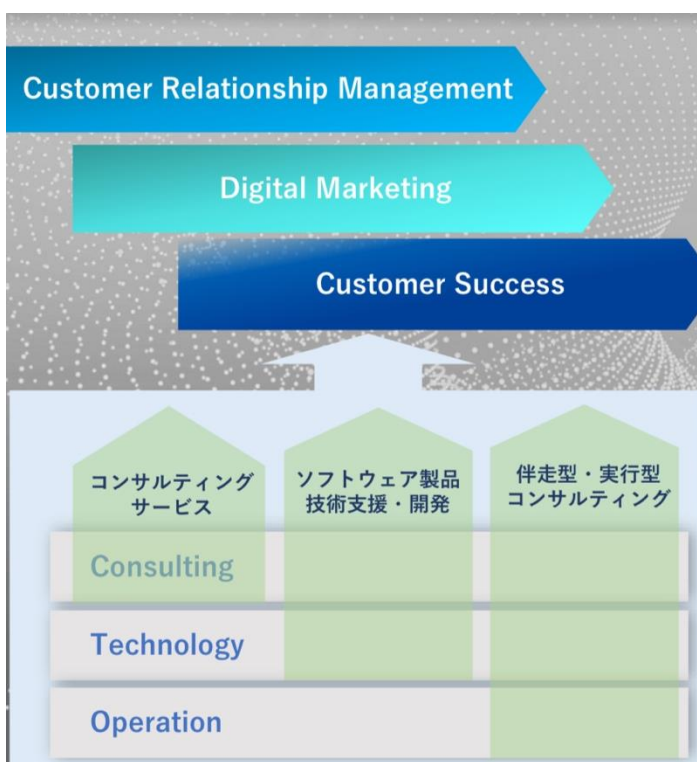 Customer Relationship Management
Digital Marketing
Customer Success
コンサルティング
サービス
ソフトウェア製品
技術支援・開発
伴走型・実行型
コンサルティング
Consulting
Technology
Operation